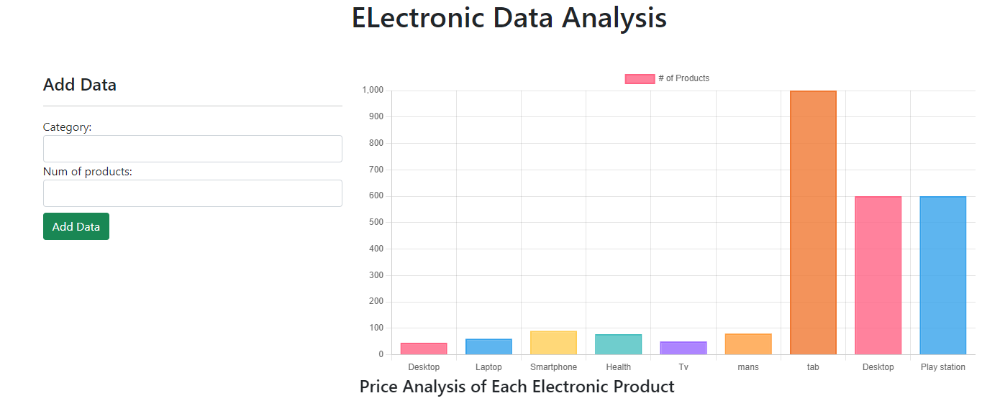 ELectronic Data Analysis
Add Data
Category:
Num of products:
Add Data
# of Products
1,000
900
800
700
600
500
400
300
200
100
0
Desktop Laptop Smartphone Health Tv mans tab Desktop Play station
Price Analysis of Each Electronic Product